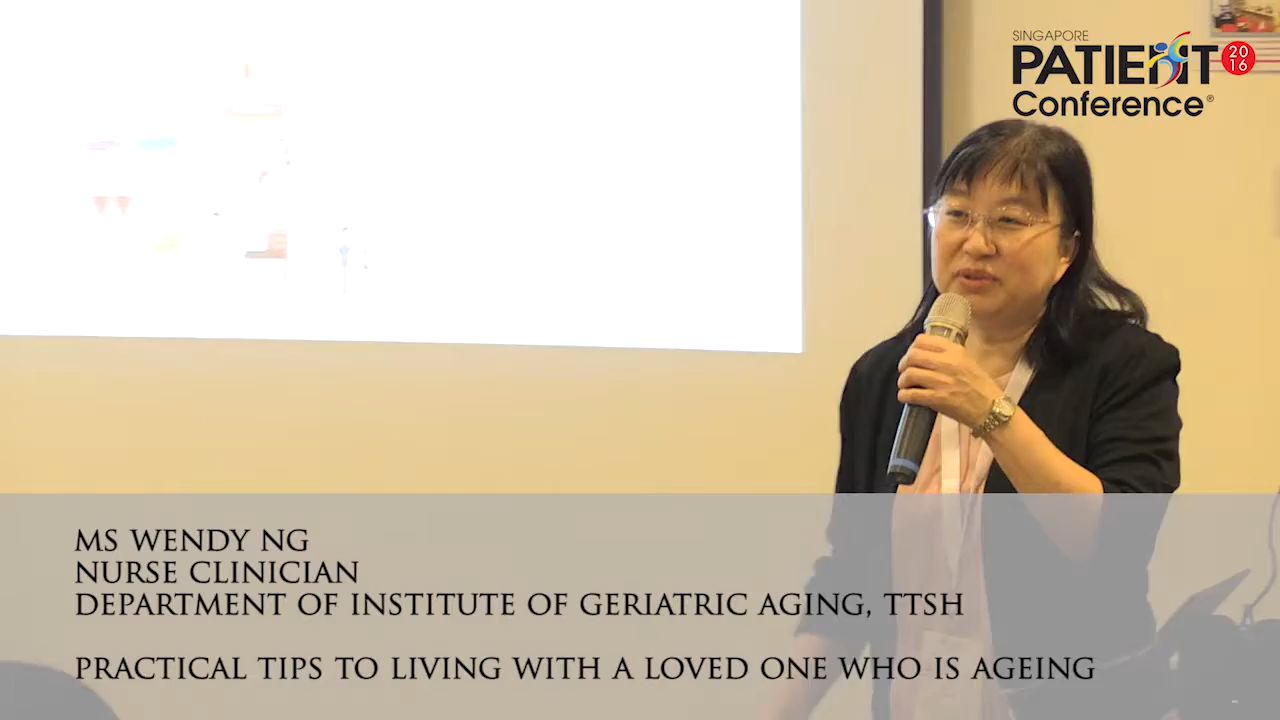 SINGAPORE
PATIENT
2016
Conference®
MS WENDY NG
NURSE CLINICIAN
DEPARTMENT OF INSTITUTE OF GERIATRIC AGING, TTSH
PRACTICAL TIPS TO LIVING WITH A LOVED ONE WHO IS AGEING